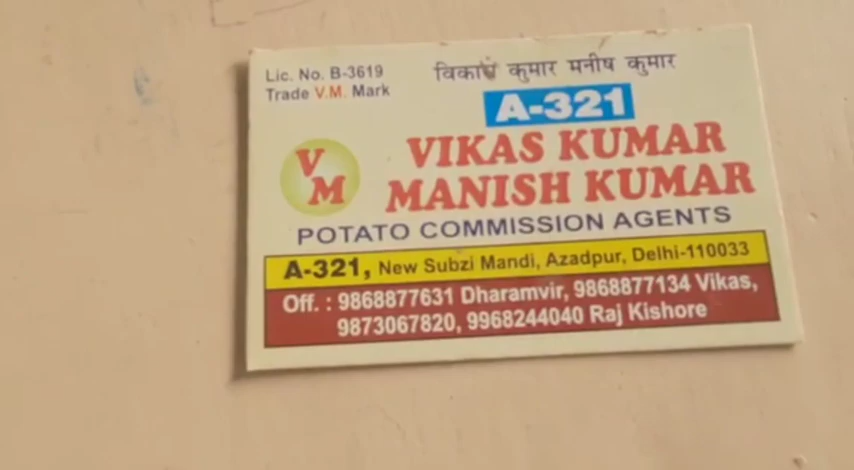 Lic. No. B-3619
Trade V.M. Mark
विकास कुमार मनीष कुमार
A-321
V
M
VIKAS KUMAR
MANISH KUMAR
POTATO COMMISSION AGENTS
A-321, New Subzi Mandi, Azadpur, Delhi-110033
Off. : 9868877631 Dharamvir, 9868877134 Vikas,
9873067820, 9968244040 Raj Kishore